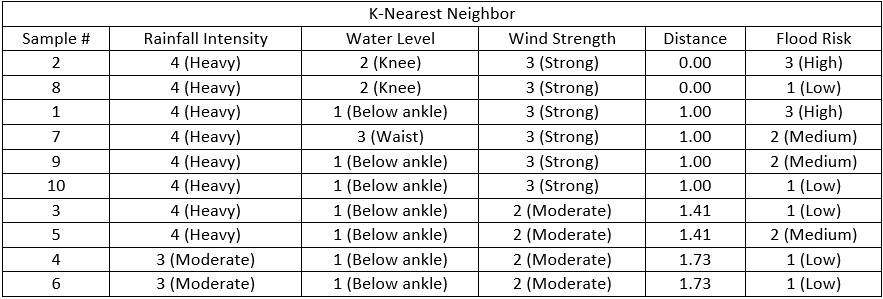 K-Nearest Neighbor
Sample # Rainfall Intensity Water Level Wind Strength Distance Flood Risk
2 4 (Heavy) 2 (Knee) 3 (Strong) 0.00 3 (High)
8 4 (Heavy) 2 (Knee) 3 (Strong) 0.00 1 (Low)
1 4 (Heavy) 1 (Below ankle) 3 (Strong) 1.00 3 (High)
7 4 (Heavy) 3 (Waist) 3 (Strong) 1.00 2 (Medium)
9 4 (Heavy) 1 (Below ankle) 3 (Strong) 1.00 2 (Medium)
10 4 (Heavy) 1 (Below ankle) 3 (Strong) 1.00 1 (Low)
3 4 (Heavy) 1 (Below ankle) 2 (Moderate) 1.41 1 (Low)
5 4 (Heavy) 1 (Below ankle) 2 (Moderate) 1.41 2 (Medium)
4 3 (Moderate) 1 (Below ankle) 2 (Moderate) 1.73 1 (Low)
6 3 (Moderate) 1 (Below ankle) 2 (Moderate) 1.73 1 (Low)